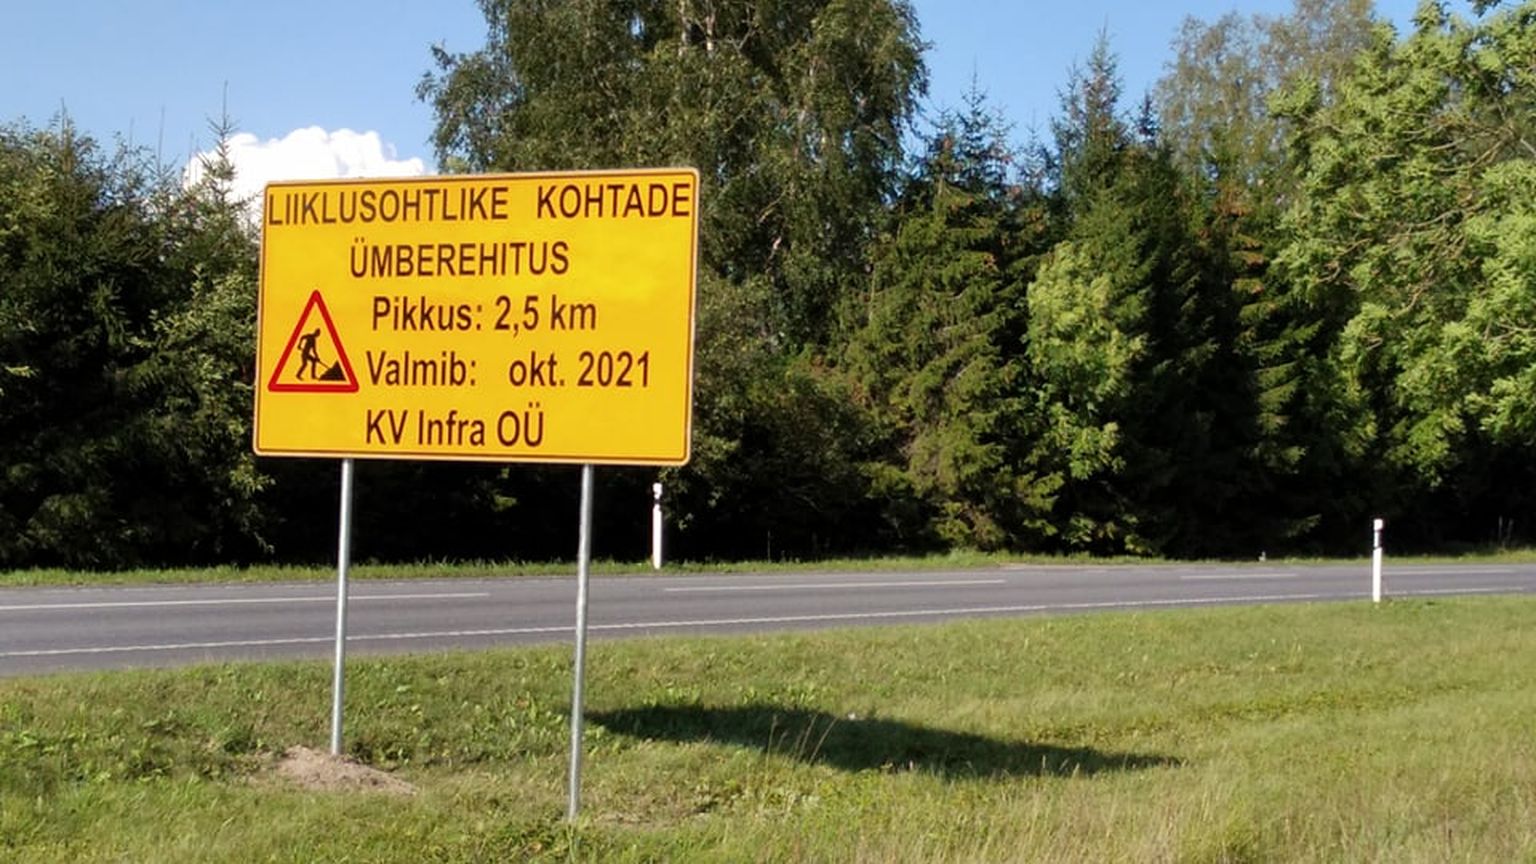 LIIKLUSOHTLIKE KOHTADE
ÜMBEREHITUS
Pikkus: 2,5 km
Valmib: okt. 2021
KV Infra OÜ